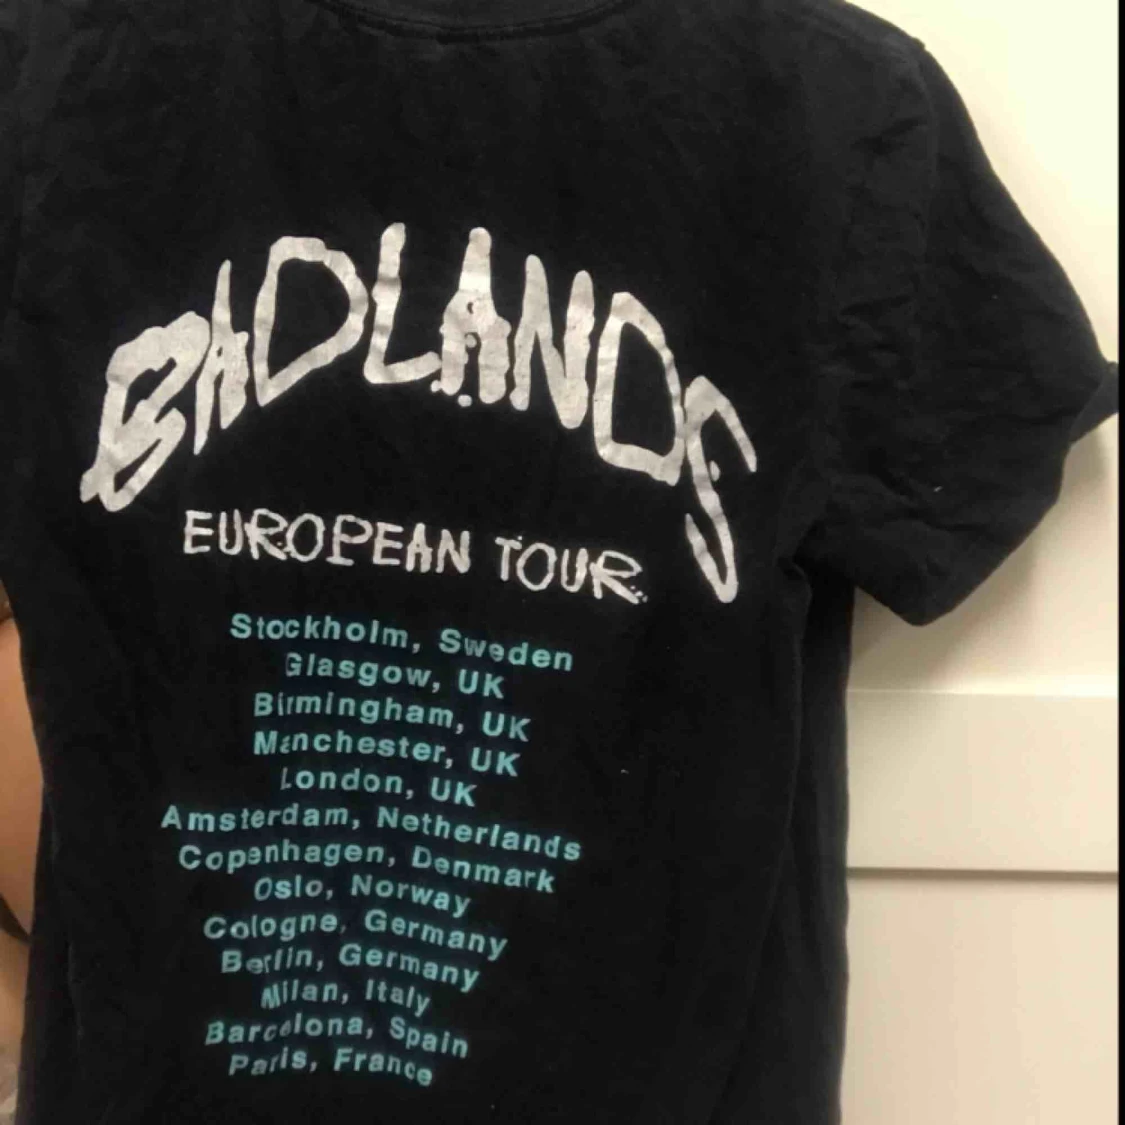 BADLANDS
EUROPEAN TOUR
Stockholm, Sweden
Glasgow, UK
Birmingham, UK
Manchester, UK
London, UK
Amsterdam, Netherlands
Copenhagen, Denmark
Oslo, Norway
Cologne, Germany
Berlin, Germany
Milan, Italy
Barcelona, Spain
Paris, France